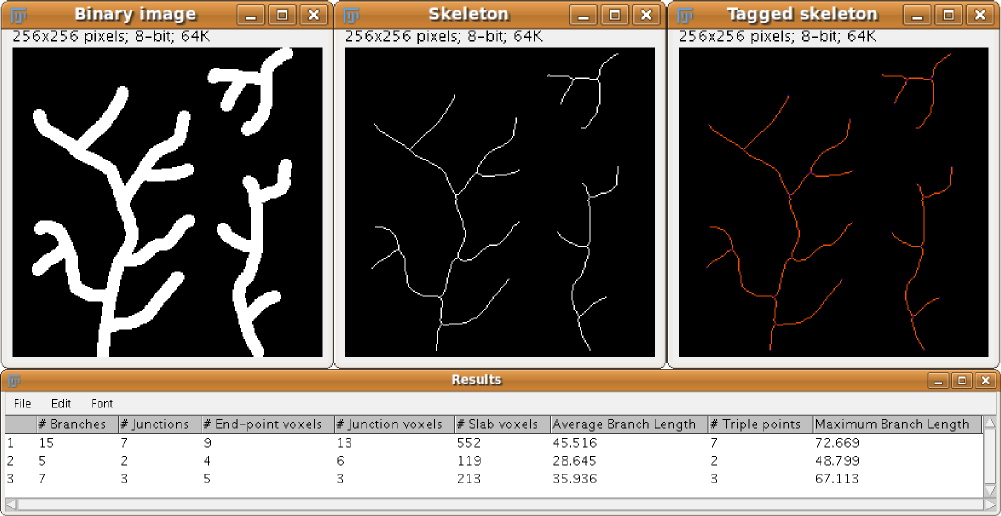 Binary image
256x256 pixels; 8-bit; 64K
Skeleton
256x256 pixels; 8-bit; 64K
Tagged skeleton
256x256 pixels; 8-bit; 64K
Results
File Edit Font
# Branches # Junctions # End-point voxels # Junction voxels # Slab voxels Average Branch Length # Triple points Maximum Branch Length
1 15 7 9 13 552 45.516 7 72.669
2 5 2 4 6 119 28.645 2 48.799
3 7 3 5 3 213 35.936 3 67.113